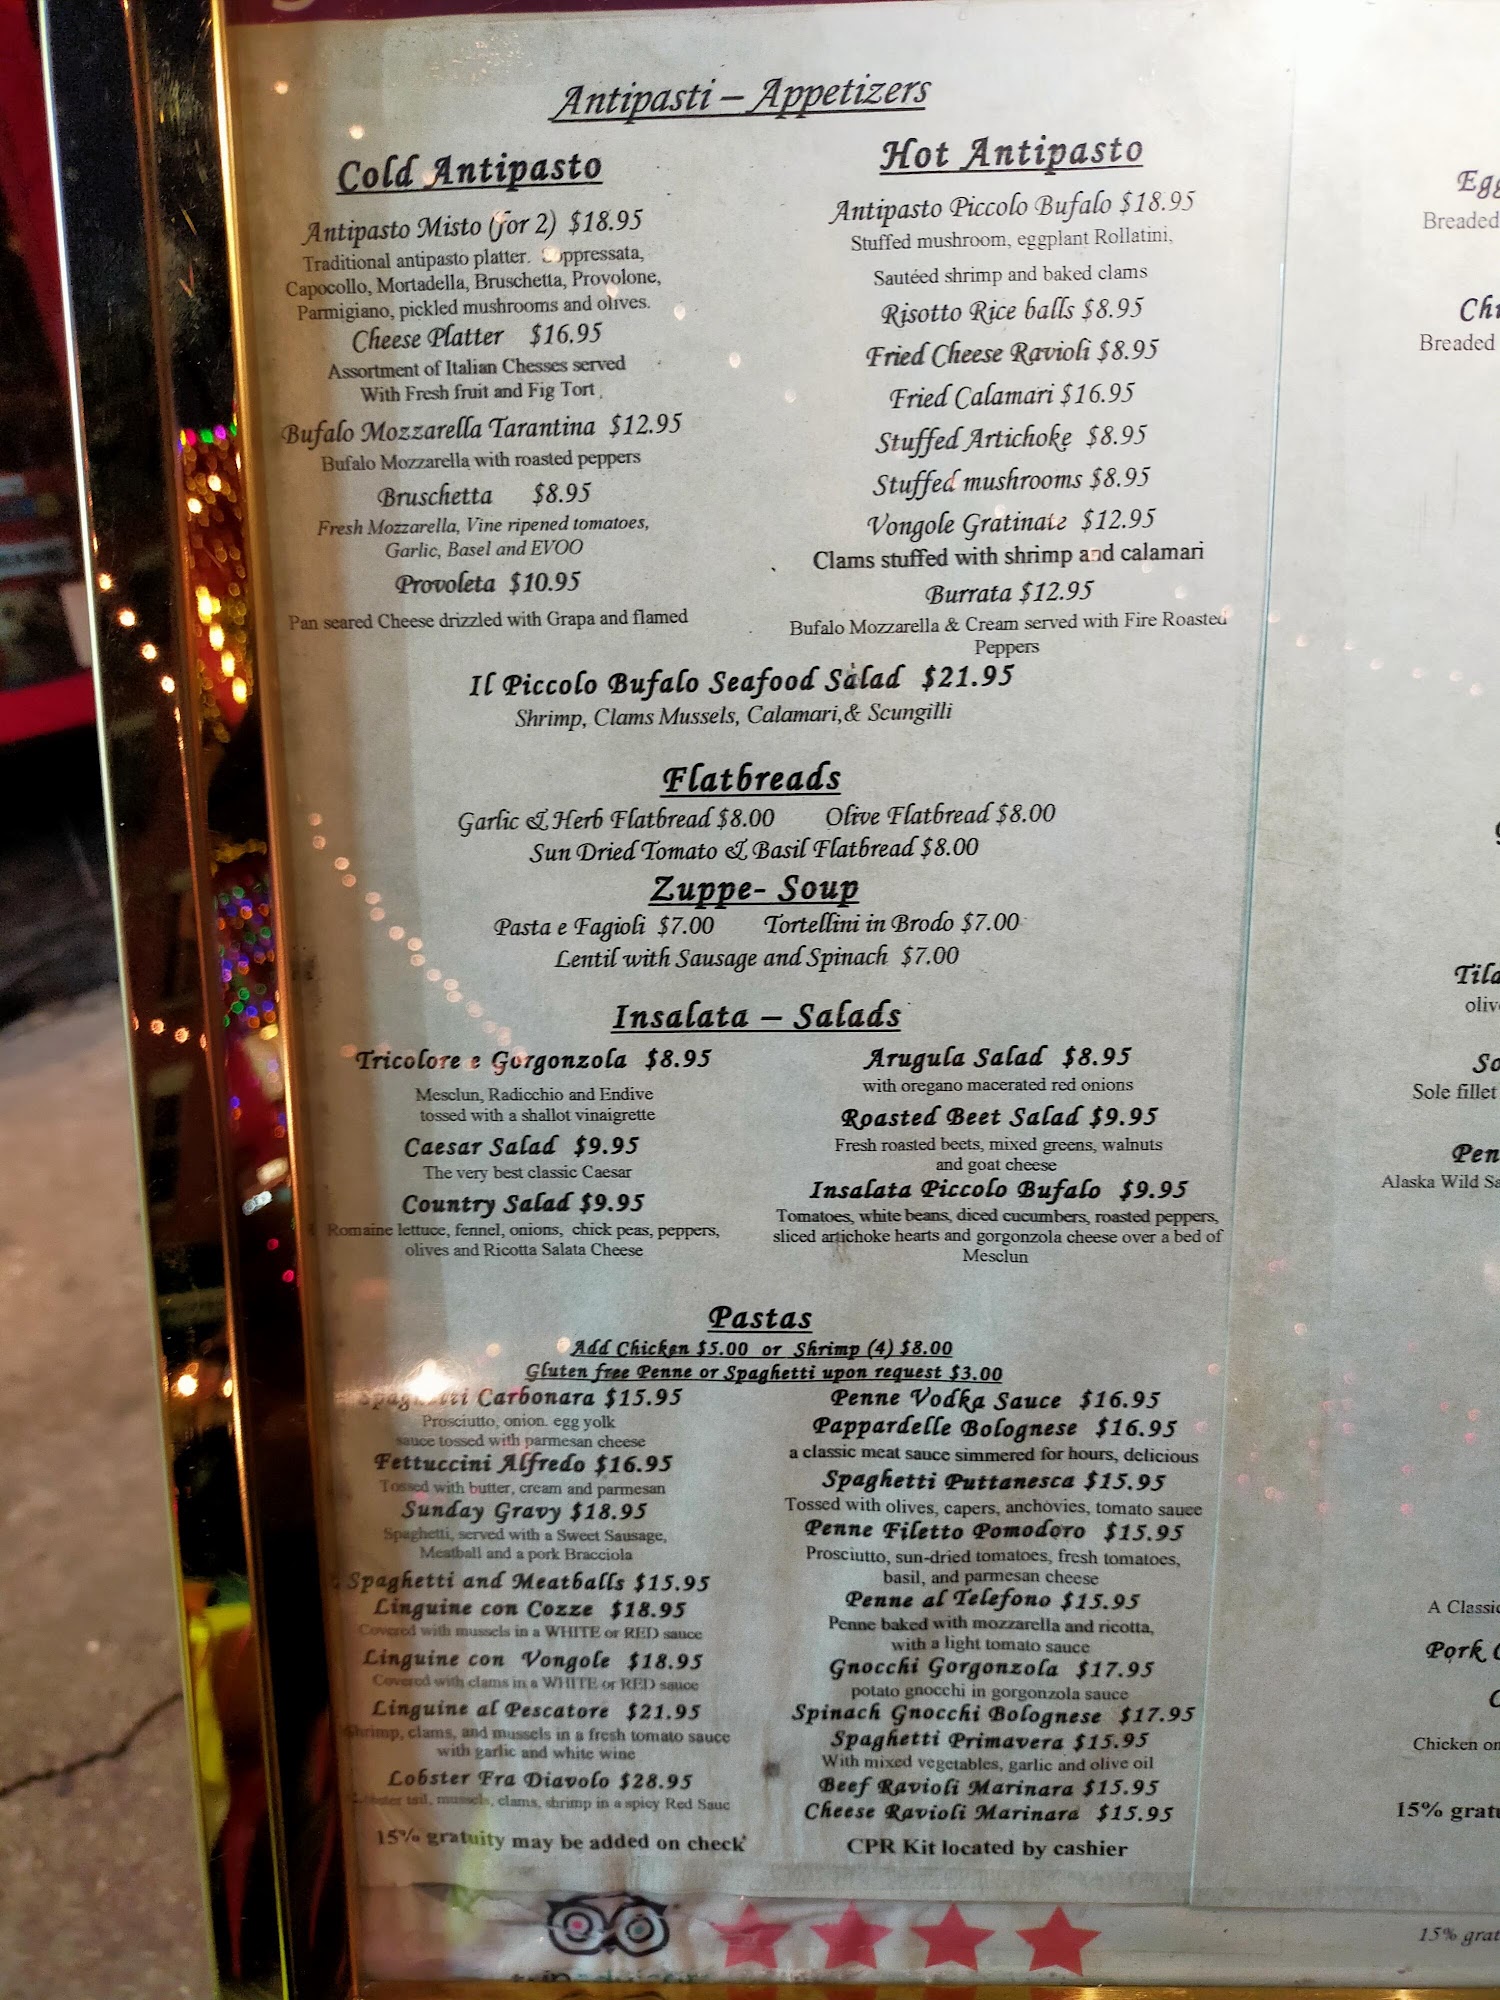 Antipasti – Appetizers
Cold Antipasto
Antipasto Misto (for 2) $18.95
Traditional antipasto platter. Soppressata,
Capocollo, Mortadella, Bruschetta, Provolone,
Parmigiano, pickled mushrooms and olives.
Cheese Platter $16.95
Assortment of Italian Chesses served
With Fresh fruit and Fig Tort
Bufalo Mozzarella Tarantina $12.95
Bufalo Mozzarella with roasted peppers
Bruschetta $8.95
Fresh Mozzarella, Vine ripened tomatoes,
Garlic, Basel and EVOO
Provoleta $10.95
Pan seared Cheese drizzled with Grapa and flamed
Hot Antipasto
Antipasto Piccolo Bufalo $18.95
Stuffed mushroom, eggplant Rollatini,
Sautéed shrimp and baked clams
Risotto Rice balls $8.95
Fried Cheese Ravioli $8.95
Fried Calamari $16.95
Stuffed Artichoke $8.95
Stuffed mushrooms $8.95
Vongole Gratinate $12.95
Clams stuffed with shrimp and calamari
Burrata $12.95
Bufalo Mozzarella & Cream served with Fire Roasted
Peppers
Il Piccolo Bufalo Seafood Salad $21.95
Shrimp, Clams Mussels, Calamari,& Scungilli
Flatbreads
Garlic & Herb Flatbread $8.00 Olive Flatbread $8.00
Sun Dried Tomato & Basil Flatbread $8.00
Zuppe- Soup
Pasta e Fagioli $7.00 Tortellini in Brodo $7.00
Lentil with Sausage and Spinach $7.00
Insalata – Salads
Tricolore e Gorgonzola $8.95
Mesclun, Radicchio and Endive
tossed with a shallot vinaigrette
Caesar Salad $9.95
The very best classic Caesar
Country Salad $9.95
Romaine lettuce, fennel, onions, chick peas, peppers,
olives and Ricotta Salata Cheese
Arugula Salad $8.95
with oregano macerated red onions
Roasted Beet Salad $9.95
Fresh roasted beets, mixed greens, walnuts
and goat cheese
Insalata Piccolo Bufalo $9.95
Tomatoes, white beans, diced cucumbers, roasted peppers,
sliced artichoke hearts and gorgonzola cheese over a bed of
Mesclun
Pastas
Add Chicken $5.00 or Shrimp (4) $8.00
Gluten free Penne or Spaghetti upon request $3.00
Spaghetti Carbonara $15.95
Prosciutto, onion. egg yolk
sauce tossed with parmesan cheese
Fettuccini Alfredo $16.95
Tossed with butter, cream and parmesan
Sunday Gravy $18.95
Spaghetti, served with a Sweet Sausage,
Meatball and a pork Bracciola
Spaghetti and Meatballs $15.95
Linguine con Cozze $18.95
Covered with mussels in a WHITE or RED sauce
Linguine con Vongole $18.95
Covered with clams in a WHITE or RED sauce
Linguine al Pescatore $21.95
Shrimp, clams, and mussels in a fresh tomato sauce
with garlic and white wine
Lobster Fra Diavolo $28.95
Lobster tail, mussels, clams, shrimp in a spicy Red Sauc
15% gratuity may be added on check
Penne Vodka Sauce $16.95
Pappardelle Bolognese $16.95
a classic meat sauce simmered for hours, delicious
Spaghetti Puttanesca $15.95
Tossed with olives, capers, anchovies, tomato sauce
Penne Filetto Pomodoro $15.95
Prosciutto, sun-dried tomatoes, fresh tomatoes,
basil, and parmesan cheese
Penne al Telefono $15.95
Penne baked with mozzarella and ricotta,
with a light tomato sauce
Gnocchi Gorgonzola $17.95
potato gnocchi in gorgonzola sauce
Spinach Gnocchi Bolognese $17.95
Spaghetti Primavera $15.95
With mixed vegetables, garlic and olive oil
Beef Ravioli Marinara $15.95
Cheese Ravioli Marinara $15.95
CPR Kit located by cashier
Breaded
Breaded
Sole fillet
Alaska Wild
A
Pork
Chicken
15%
15%